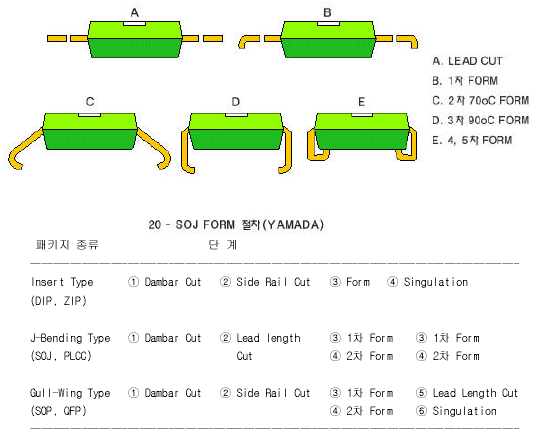 A
B
A. LEAD CUT
B. 1차 FORM
C. 2차 70oC FORM
D. 3차 90oC FORM
E. 4, 5차 FORM
C
D
E
20 - SOJ FORM 절차(YAMADA)
패키지 종류 단 계
Insert Type ① Dambar Cut ② Side Rail Cut ③ Form ④ Singulation
(DIP, ZIP)
J-Bending Type ① Dambar Cut ② Lead length ③ 1차 Form ③ 1차 Form
(SOJ, PLCC) Cut ④ 2차 Form ④ 2차 Form
Gull-Wing Type ① Dambar Cut ② Side Rail Cut ③ 1차 Form ⑤ Lead Length Cut
(SOP, QFP) ④ 2차 Form ⑥ Singulation